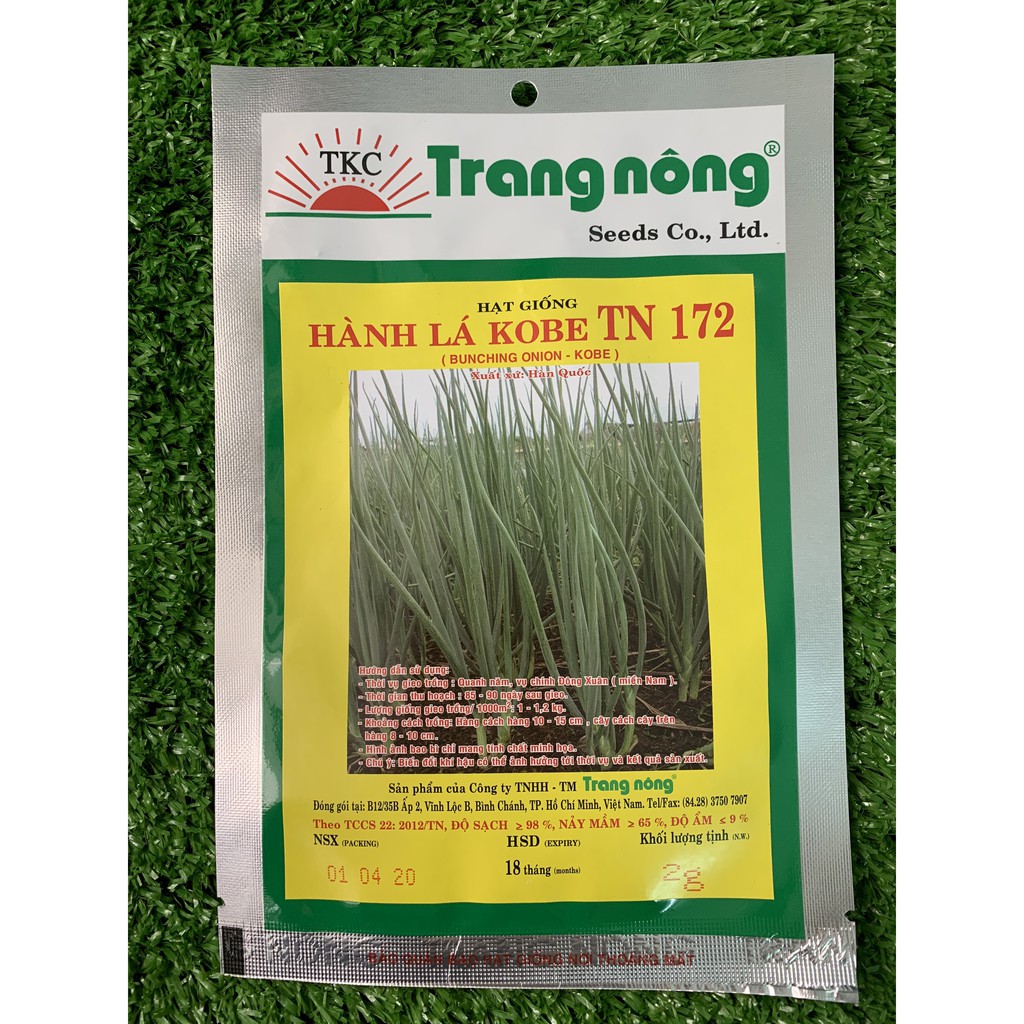 TKC
Trang nông®
Seeds Co., Ltd.
HẠT GIỐNG
HÀNH LÁ KOBE TN 172
( BUNCHING ONION - KOBE )
Xuất xứ: Hàn Quốc
Hướng dẫn sử dụng:
- Thời vụ gieo trồng : Quanh năm, vụ chính Đông Xuân ( miền Nam ).
- Thời gian thu hoạch : 85 - 90 ngày sau gieo.
- Lượng giống gieo trồng/ 1000m²: 1 - 1,2 kg.
- Khoảng cách trồng: Hàng cách hàng 10 - 15 cm , cây cách cây trên
hàng 8 - 10 cm.
- Hình ảnh bao bì chỉ mang tính chất minh họa.
- Chú ý: Biến đổi khí hậu có thể ảnh hưởng tới thời vụ và kết quả sản xuất.
Sản phẩm của Công ty TNHH - TM Trang nông®
Đóng gói tại: B12/35B Ấp 2, Vĩnh Lộc B, Bình Chánh, TP. Hồ Chí Minh, Việt Nam. Tel/Fax: (84.28) 3750 7907
Theo TCCS 22: 2012/TN, ĐỘ SẠCH ≥ 98 %, NẢY MẦM ≥ 65 %, ĐỘ ẨM ≤ 9 %
NSX (PACKING) HSD (EXPIRY) Khối lượng tịnh (N.W.)
01 04 20 18 tháng (months) 2g
BẢO QUẢN BAO HẠT GIỐNG NƠI THOÁNG MÁT